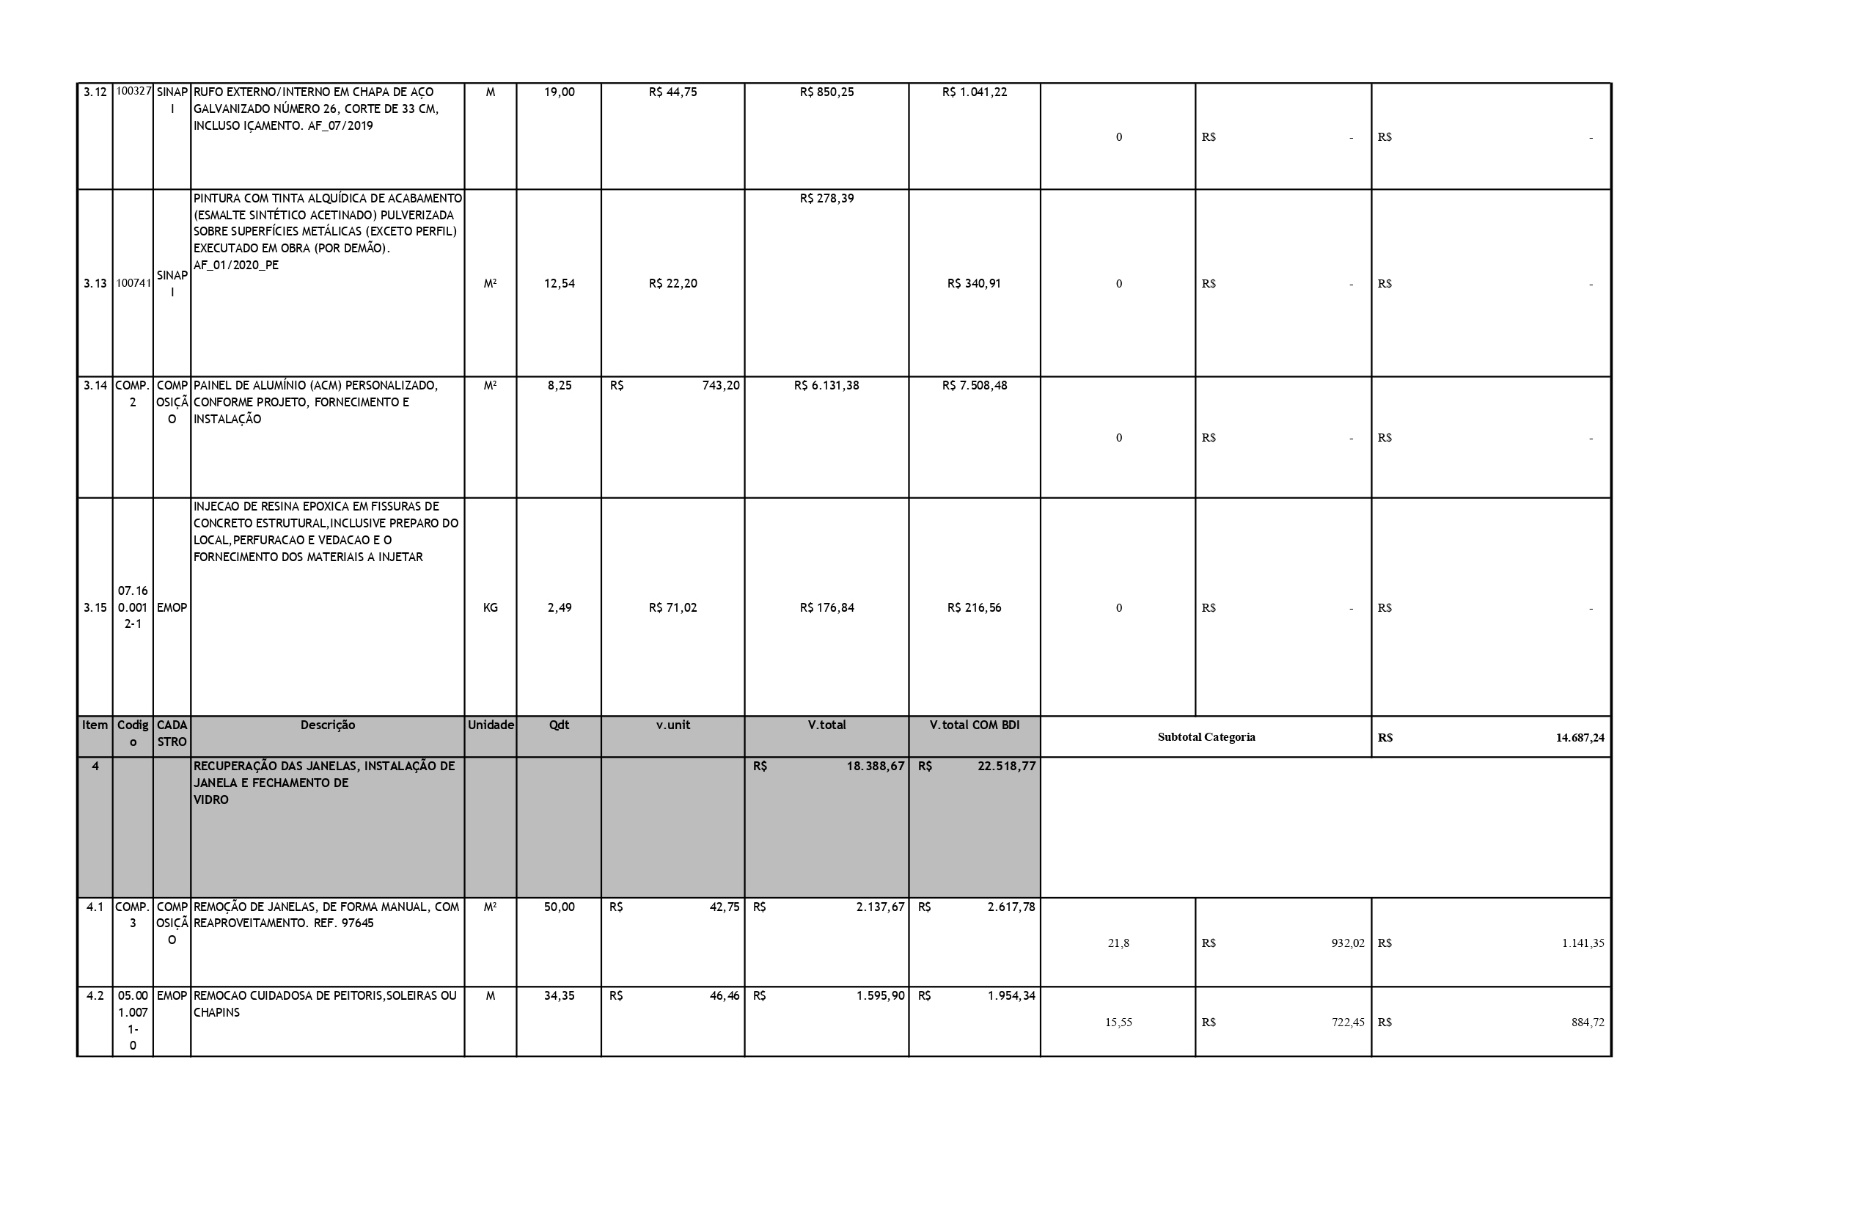 3.12 100327 SINAP RUFO EXTERNO/INTERNO EM CHAPA DE AÇO M 19,00 R$ 44,75 R$ 850,25 R$ 1.041,22
I GALVANIZADO NÚMERO 26, CORTE DE 33 CM,
INCLUSO IÇAMENTO. AF_07/2019
0 R$ - R$ -
PINTURA COM TINTA ALQUÍDICA DE ACABAMENTO R$ 278,39
(ESMALTE SINTÉTICO ACETINADO) PULVERIZADA
SOBRE SUPERFÍCIES METÁLICAS (EXCETO PERFIL)
EXECUTADO EM OBRA (POR DEMÃO).
AF_01/2020_PE
SINAP
3.13 100741 M² 12,54 R$ 22,20 R$ 340,91 0 R$ - R$ -
I
3.14 COMP. COMP PAINEL DE ALUMÍNIO (ACM) PERSONALIZADO, M² 8,25 R$ 743,20 R$ 6.131,38 R$ 7.508,48
2 OSIÇÃ CONFORME PROJETO, FORNECIMENTO E
O INSTALAÇÃO
0 R$ - R$ -
INJECAO DE RESINA EPOXICA EM FISSURAS DE
CONCRETO ESTRUTURAL,INCLUSIVE PREPARO DO
LOCAL,PERFURACAO E VEDACAO E O
FORNECIMENTO DOS MATERIAIS A INJETAR
07.16
3.15 0.001 EMOP KG 2,49 R$ 71,02 R$ 176,84 R$ 216,56 0 R$ - R$ -
2-1
Item Codig CADA Descrição Unidade Qdt v.unit V.total V.total COM BDI
o STRO
Subtotal Categoria R$ 14.687,24
4 RECUPERAÇÃO DAS JANELAS, INSTALAÇÃO DE R$ 18.388,67 R$ 22.518,77
JANELA E FECHAMENTO DE
VIDRO
4.1 COMP. COMP REMOÇÃO DE JANELAS, DE FORMA MANUAL, COM M² 50,00 R$ 42,75 R$ 2.137,67 R$ 2.617,78
3 OSIÇÃ REAPROVEITAMENTO. REF. 97645
O
21,8 R$ 932,02 R$ 1.141,35
4.2 05.00 EMOP REMOCAO CUIDADOSA DE PEITORIS,SOLEIRAS OU M 34,35 R$ 46,46 R$ 1.595,90 R$ 1.954,34
1.007 CHAPINS
1-
0
15,55 R$ 722,45 R$ 884,72